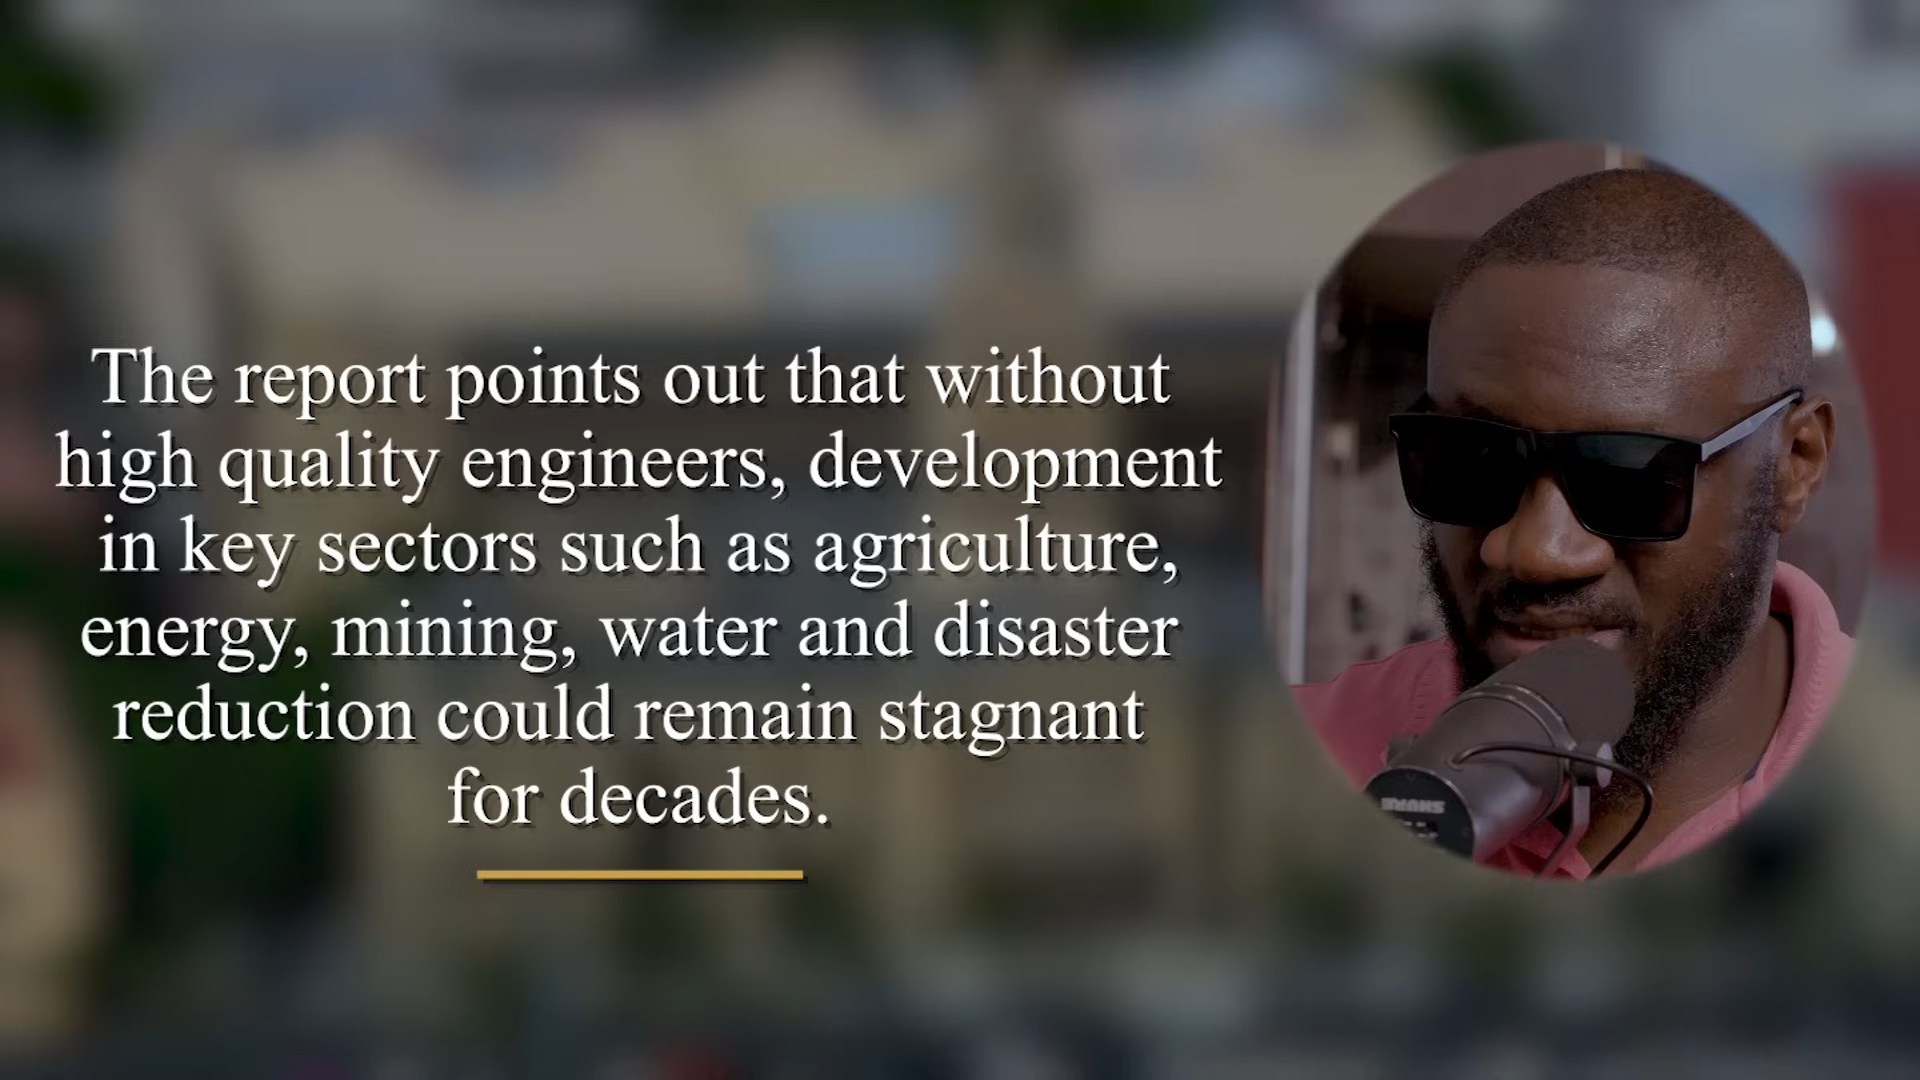 The report points out that without
high quality engineers, development
in key sectors such as agriculture,
energy, mining, water and disaster
reduction could remain stagnant
for decades.
SHURE